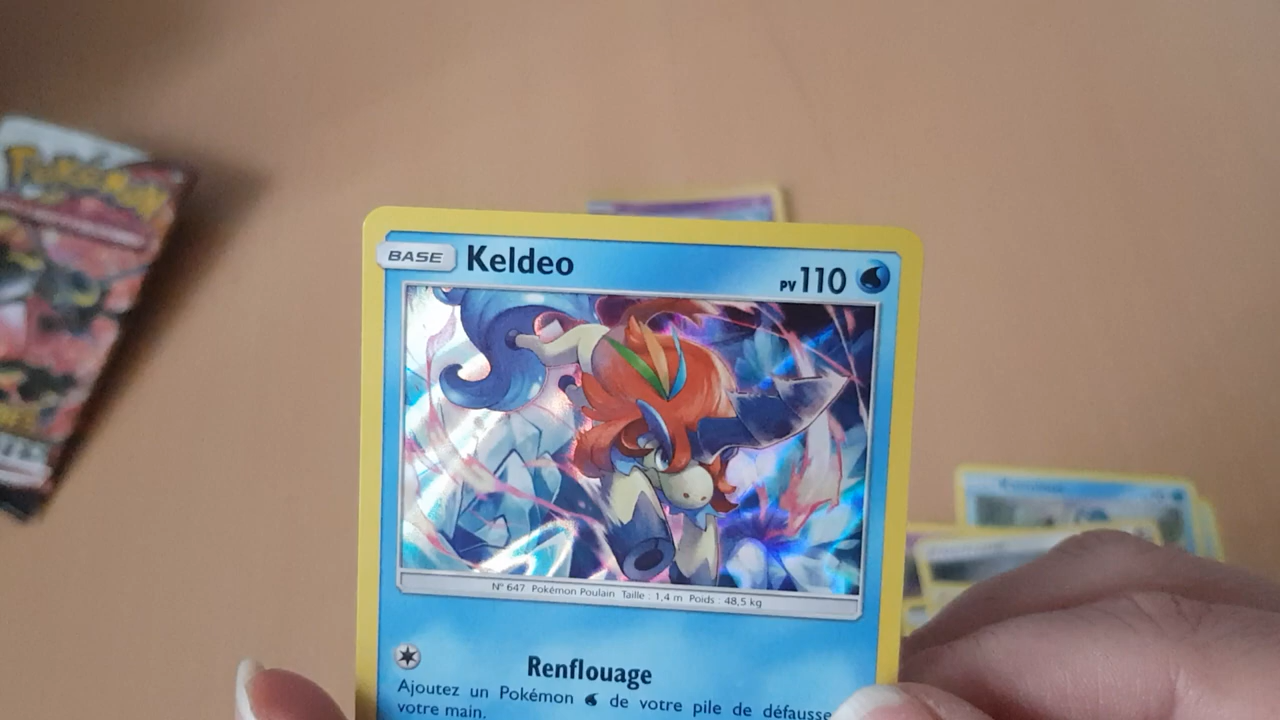 Pokémon
BASE Keldeo PV110
N° 647 Pokémon Poulain Taille : 1,4 m Poids : 48,5 kg
Renflouage
Ajoutez un Pokémon de votre pile de défausse
votre main.